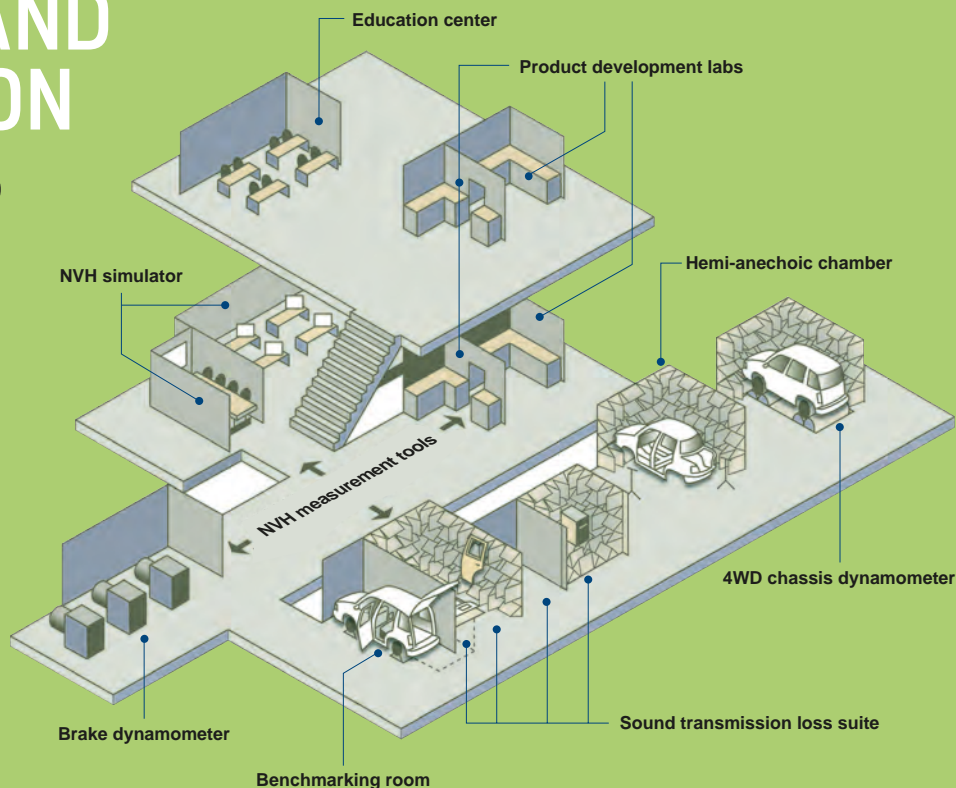 AND
ON
Education center
Product development labs
NVH simulator
Hemi-anechoic chamber
NVH measurement tools
4WD chassis dynamometer
Sound transmission loss suite
Brake dynamometer
Benchmarking room